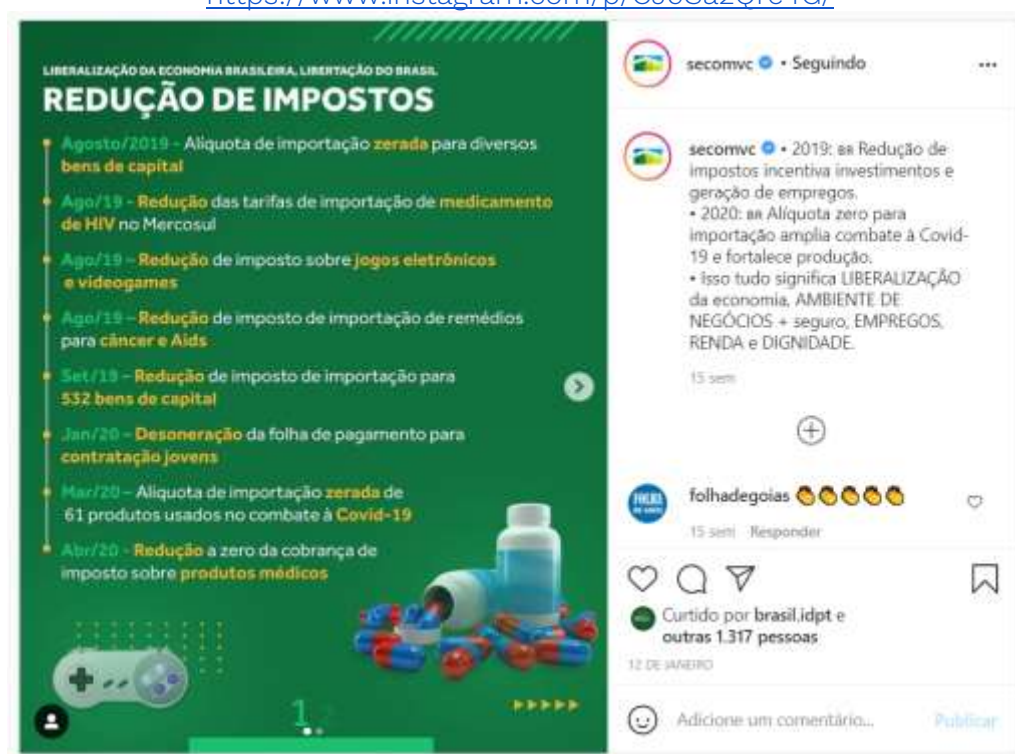 LIBERALIZAÇÃO DA ECONOMIA BRASILEIRA, LIBERTAÇÃO DO BRASIL
REDUÇÃO DE IMPOSTOS
Agosto/2019 - Alíquota de importação zerada para diversos
bens de capital
Ago/19 - Redução das tarifas de importação de medicamento
de HIV no Mercosul
Ago/19 - Redução de imposto sobre jogos eletrônicos
e videogames
Ago/19 - Redução de imposto de importação de remédios
para câncer e Aids
Set/19 - Redução de imposto de importação para
532 bens de capital
Jan/20 - Desoneração da folha de pagamento para
contratação jovens
Mar/20 - Alíquota de importação zerada de
61 produtos usados no combate à Covid-19
Abr/20 - Redução a zero da cobrança de
imposto sobre produtos médicos
1 2
secomvc • Seguindo
secomvc • 2019: BR Redução de
impostos incentiva investimentos e
geração de empregos.
• 2020: BR Alíquota zero para
importação amplia combate à Covid-
19 e fortalece produção.
• Isso tudo significa LIBERALIZAÇÃO
da economia, AMBIENTE DE
NEGÓCIOS + seguro, EMPREGOS,
RENDA e DIGNIDADE.
15 sem
folhadegoias
15 sem Responder
Curtido por brasil.idpt e
outras 1.317 pessoas
12 DE JANEIRO
Adicione um comentário... Publicar